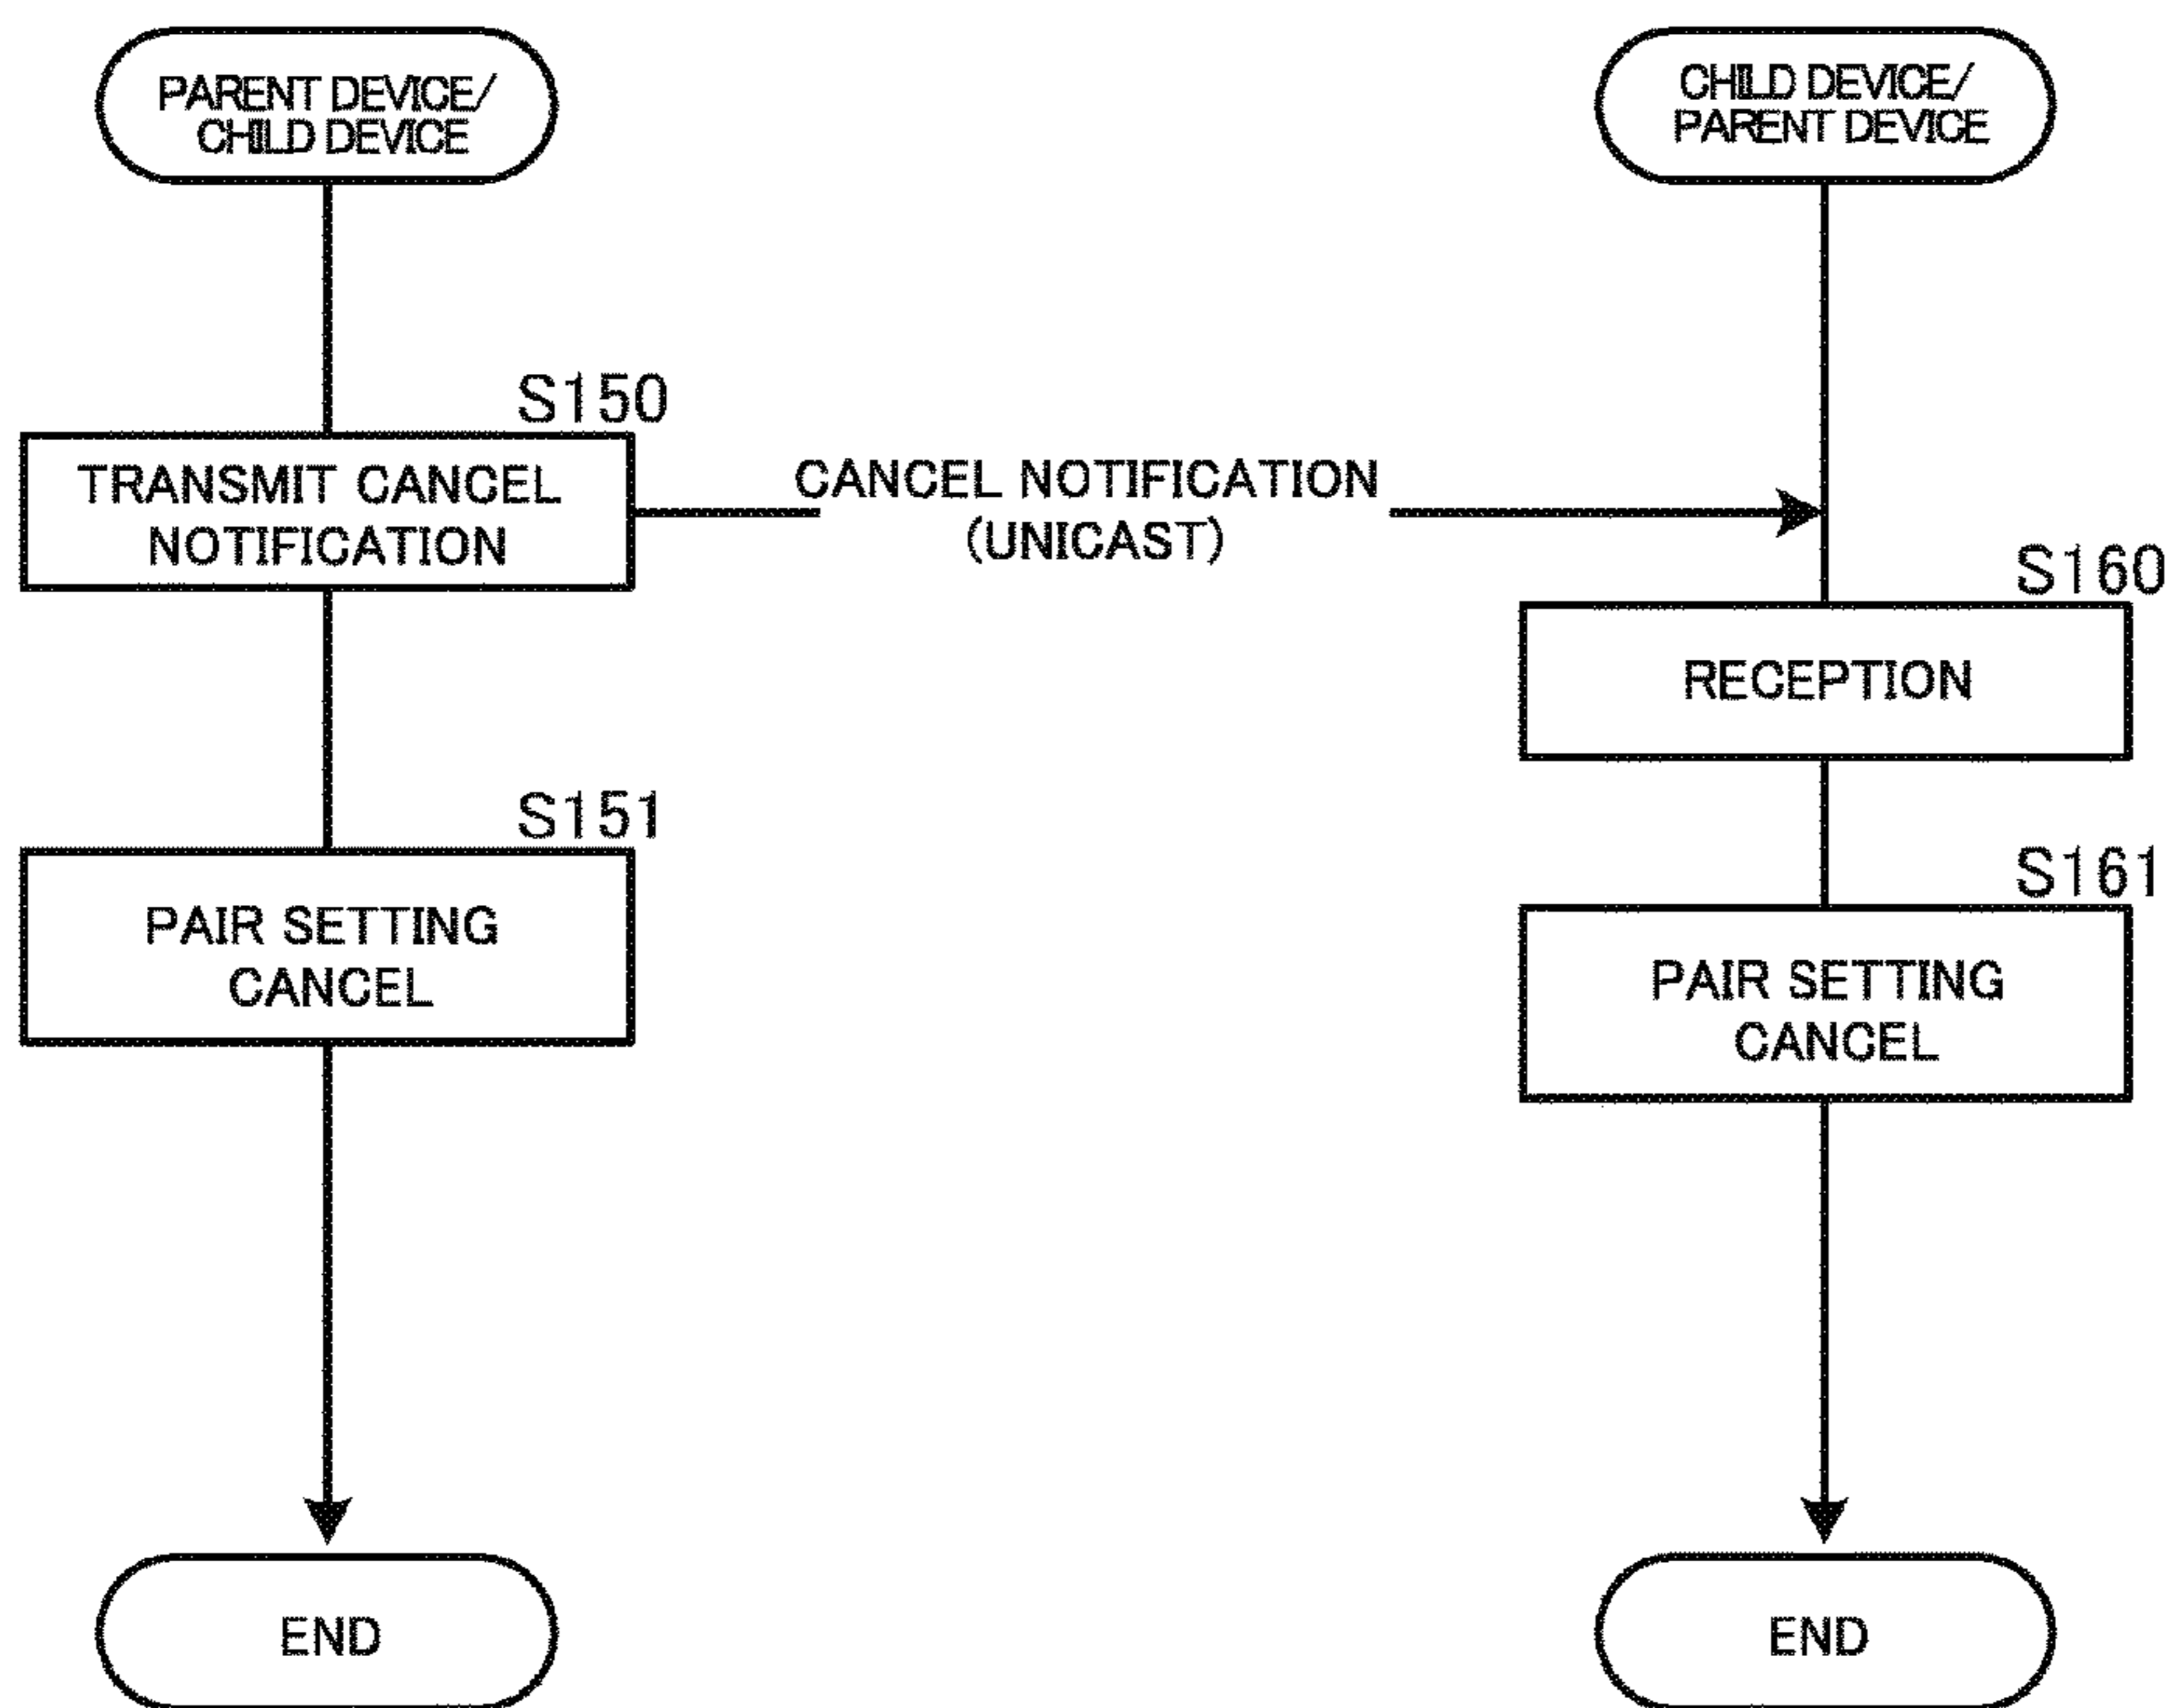 PARENT DEVICE/
CHILD DEVICE
CHILD DEVICE/
PARENT DEVICE
S150
TRANSMIT CANCEL
NOTIFICATION
CANCEL NOTIFICATION
(UNICAST)
S160
RECEPTION
S151
PAIR SETTING
CANCEL
S161
PAIR SETTING
CANCEL
END
END